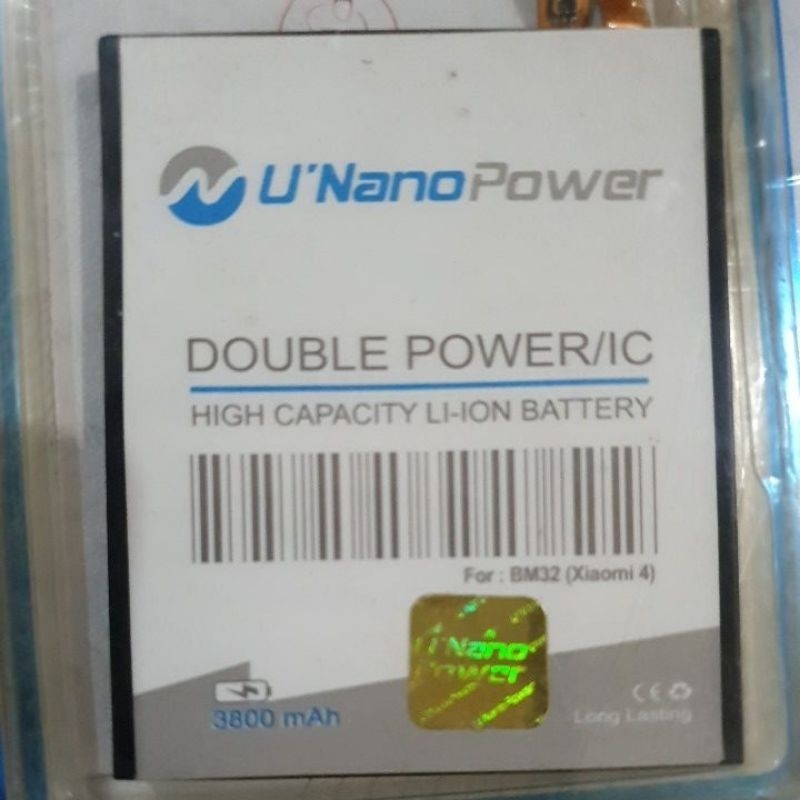 U'NanoPower
DOUBLE POWER/IC
HIGH CAPACITY LI-ION BATTERY
For : BM32 (Xiaomi 4)
U'Nano
Power
3800 mAh
CE
Long Lasting